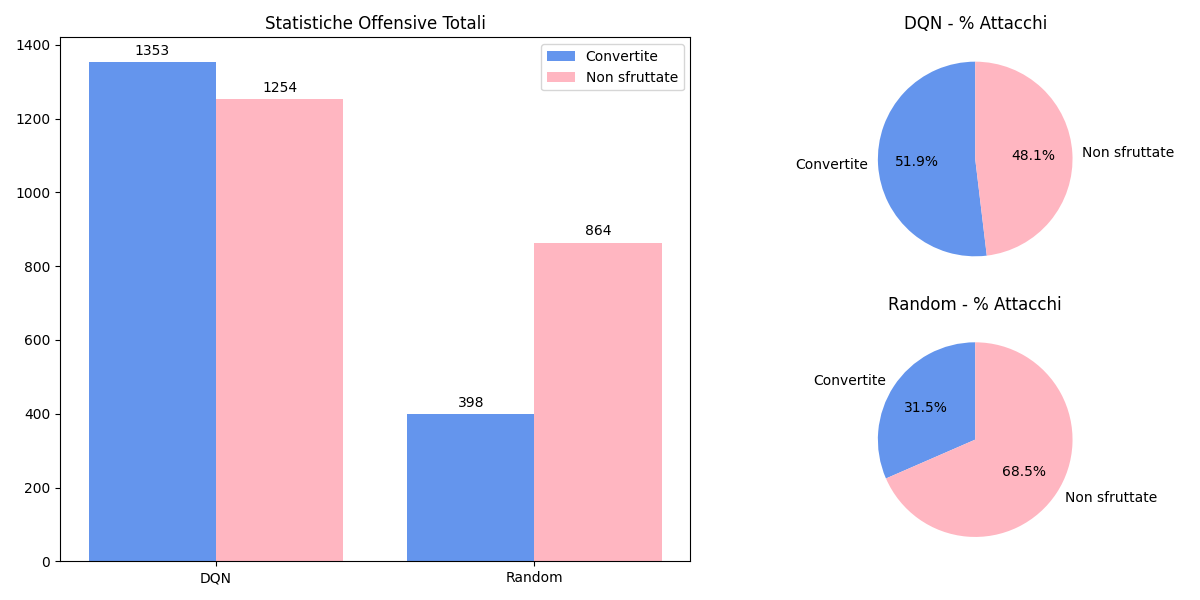 Statistiche Offensive Totali
1400
1200
1000
800
600
400
200
0
1353
1254
398
864
Convertite
Non sfruttate
DQN
Random
DQN - % Attacchi
Convertite
51.9%
48.1%
Non sfruttate
Random - % Attacchi
Convertite
31.5%
68.5%
Non sfruttate